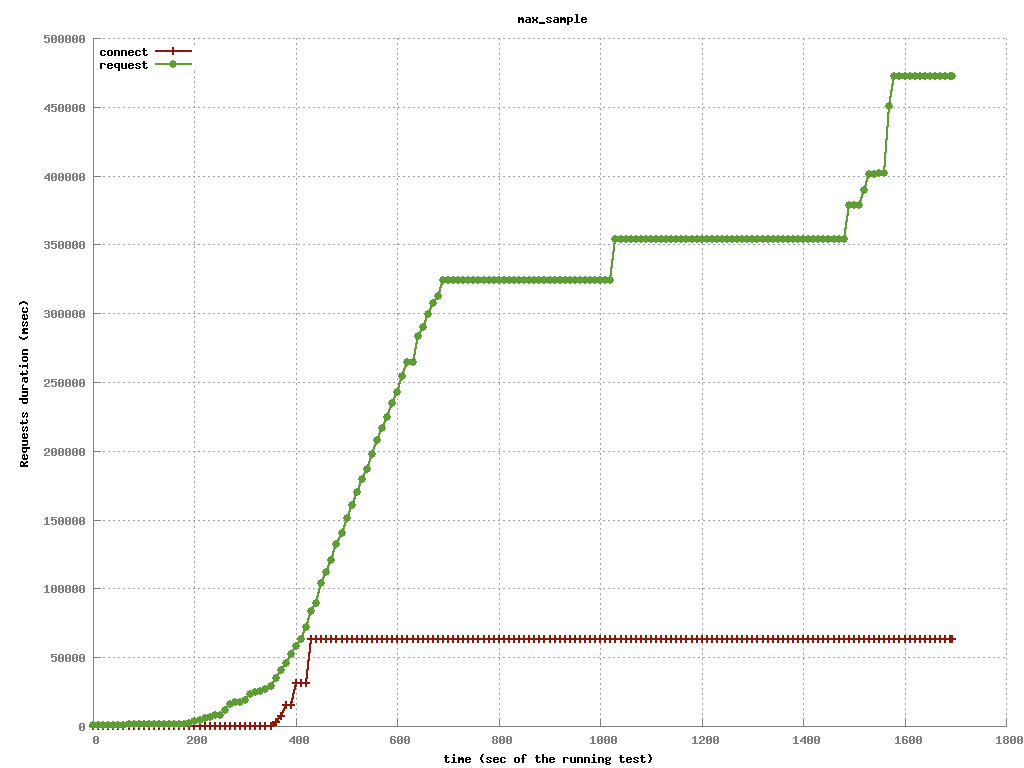 max_sample
500000
connect
request
450000
400000
350000
300000
Requests duration (msec)
250000
200000
150000
100000
50000
0
0 200 400 600 800 1000 1200 1400 1600 1800
time (sec of the running test)